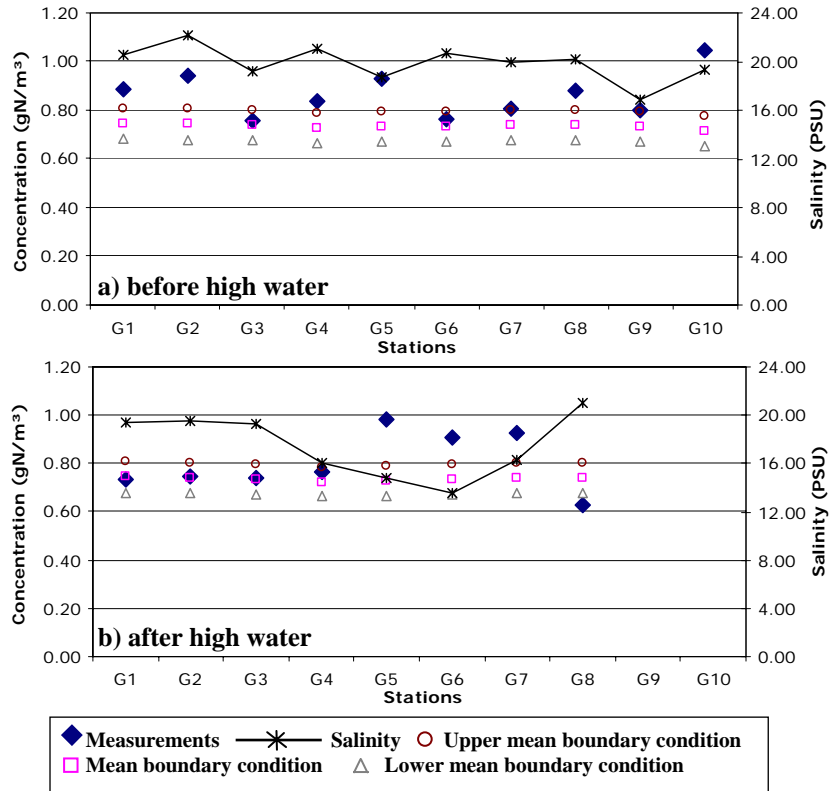 1.20 24.00
1.00 20.00
0.80 16.00
0.60 12.00
0.40 8.00
0.20 4.00
0.00 0.00
Concentration (gN/m³)
Salinity (PSU)
a) before high water
G1 G2 G3 G4 G5 G6 G7 G8 G9 G10
Stations
1.20 24.00
1.00 20.00
0.80 16.00
0.60 12.00
0.40 8.00
0.20 4.00
0.00 0.00
Concentration (gN/m³)
Salinity (PSU)
b) after high water
G1 G2 G3 G4 G5 G6 G7 G8 G9 G10
Stations
Measurements Salinity Upper mean boundary condition
Mean boundary condition Lower mean boundary condition